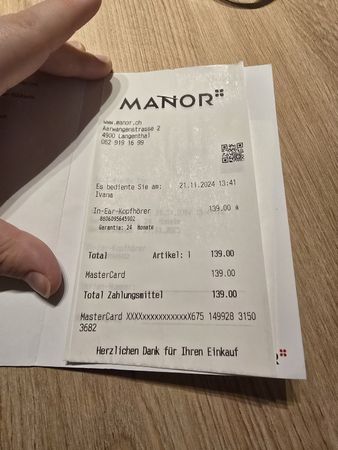 MANOR
www.manor.ch
Aarwangenstrasse 2
4900 Langenthal
062 919 16 99
Es bediente Sie am: 21.11.2024 13:41
Ivana
In-Ear-Kopfhörer 139.00 a
8606095645902
Garantie: 24 Monate
Total Artikel: 1 139.00
MasterCard 139.00
Total Zahlungsmittel 139.00
MasterCard XXXXXXXXXXXXX675 149928 3150
3682
Herzlichen Dank für Ihren Einkauf